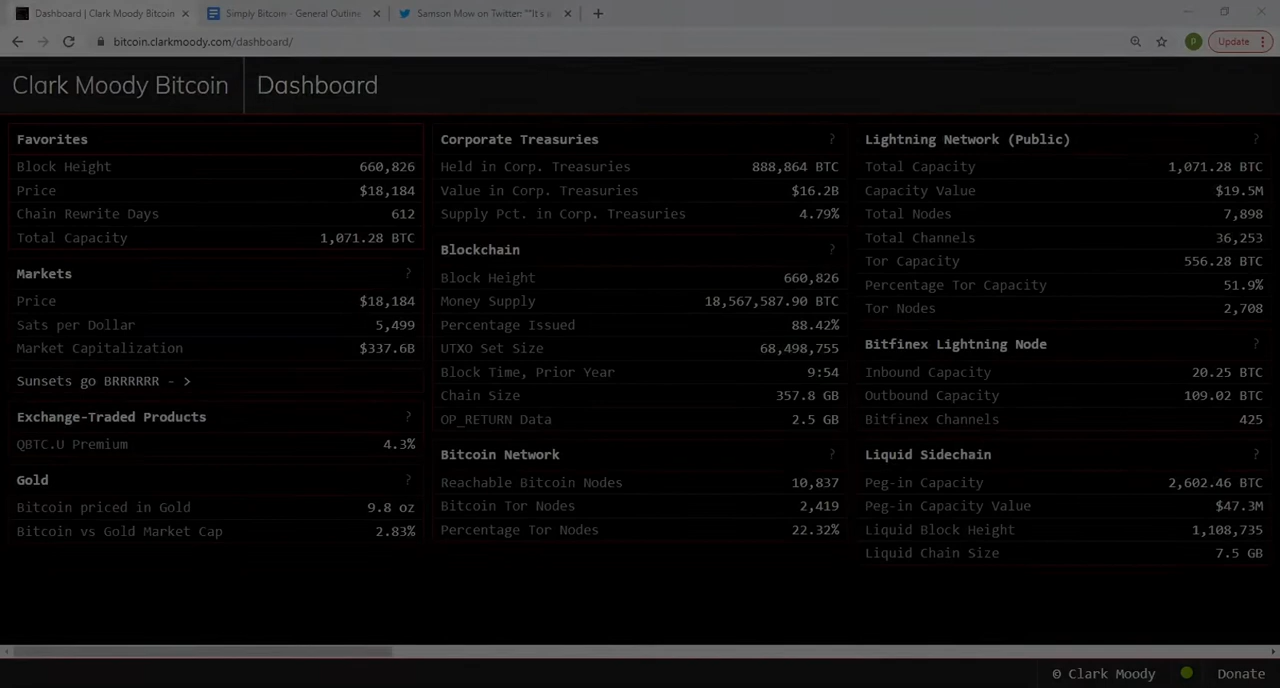 Dashboard | Clark Moody Bitcoin
Simply Bitcoin - General Outline
Samson Mow on Twitter: "“It's a
bitcoin.clarkmoody.com/dashboard/
p
Update
Clark Moody Bitcoin
Dashboard
Favorites
Block Height 660,826
Price $18,184
Chain Rewrite Days 612
Total Capacity 1,071.28 BTC
Markets ?
Price $18,184
Sats per Dollar 5,499
Market Capitalization $337.6B
Sunsets go BRRRRRR - >
Exchange-Traded Products ?
QBTC.U Premium 4.3%
Gold ?
Bitcoin priced in Gold 9.8 oz
Bitcoin vs Gold Market Cap 2.83%
Corporate Treasuries ?
Held in Corp. Treasuries 888,864 BTC
Value in Corp. Treasuries $16.2B
Supply Pct. in Corp. Treasuries 4.79%
Blockchain ?
Block Height 660,826
Money Supply 18,567,587.90 BTC
Percentage Issued 88.42%
UTXO Set Size 68,498,755
Block Time, Prior Year 9:54
Chain Size 357.8 GB
OP_RETURN Data 2.5 GB
Bitcoin Network ?
Reachable Bitcoin Nodes 10,837
Bitcoin Tor Nodes 2,419
Percentage Tor Nodes 22.32%
Lightning Network (Public) ?
Total Capacity 1,071.28 BTC
Capacity Value $19.5M
Total Nodes 7,898
Total Channels 36,253
Tor Capacity 556.28 BTC
Percentage Tor Capacity 51.9%
Tor Nodes 2,708
Bitfinex Lightning Node ?
Inbound Capacity 20.25 BTC
Outbound Capacity 109.02 BTC
Bitfinex Channels 425
Liquid Sidechain ?
Peg-in Capacity 2,602.46 BTC
Peg-in Capacity Value $47.3M
Liquid Block Height 1,108,735
Liquid Chain Size 7.5 GB
© Clark Moody
Donate